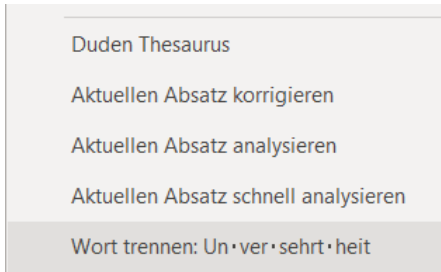 Duden Thesaurus
Aktuellen Absatz korrigieren
Aktuellen Absatz analysieren
Aktuellen Absatz schnell analysieren
Wort trennen: Un·ver·sehrt·heit